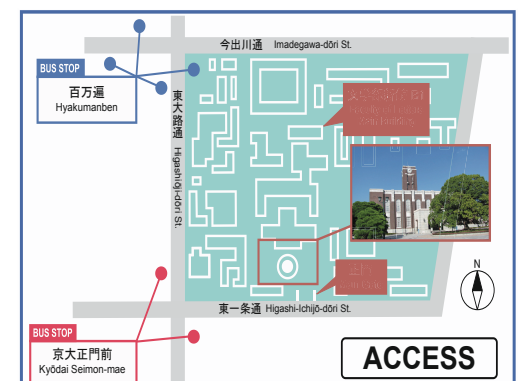 今出川通 Imadegawa-dōri St.
BUS STOP
百万遍
Hyakumanben
東大路通
Higashiōji-dōri St.
N
東一条通 Higashi-Ichijō-dōri St.
BUS STOP
京大正門前
Kyōdai Seimon-mae
ACCESS